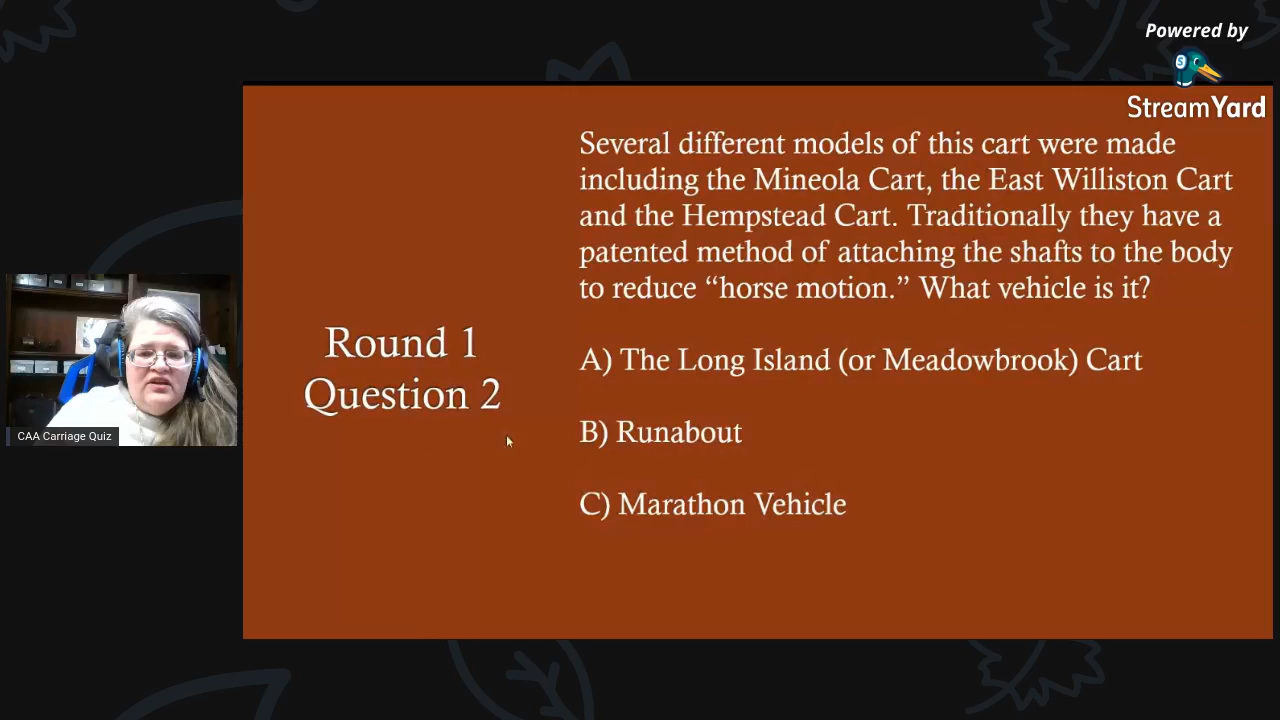 Powered by
StreamYard
Several different models of this cart were made
including the Mineola Cart, the East Williston Cart
and the Hempstead Cart. Traditionally they have a
patented method of attaching the shafts to the body
to reduce “horse motion.” What vehicle is it?
A) The Long Island (or Meadowbrook) Cart
B) Runabout
C) Marathon Vehicle
Round 1
Question 2
CAA Carriage Quiz